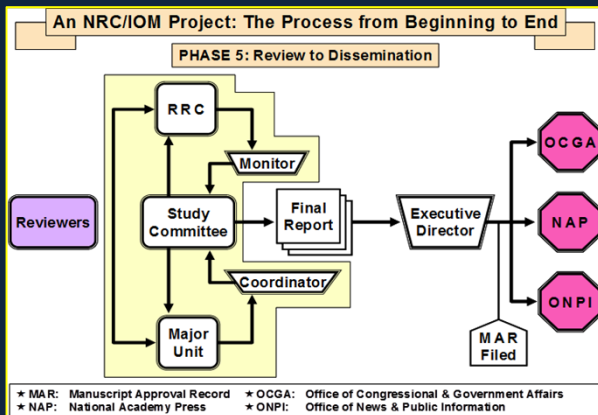 An NRC/IOM Project: The Process from Beginning to End
PHASE 5: Review to Dissemination
RRC
Monitor
Reviewers
Study
Committee
Final
Report
Executive
Director
OCGA
NAP
ONPI
Coordinator
Major
Unit
MAR
Filed
★ MAR: Manuscript Approval Record ★ OCGA: Office of Congressional & Government Affairs
★ NAP: National Academy Press ★ ONPI: Office of News & Public Information